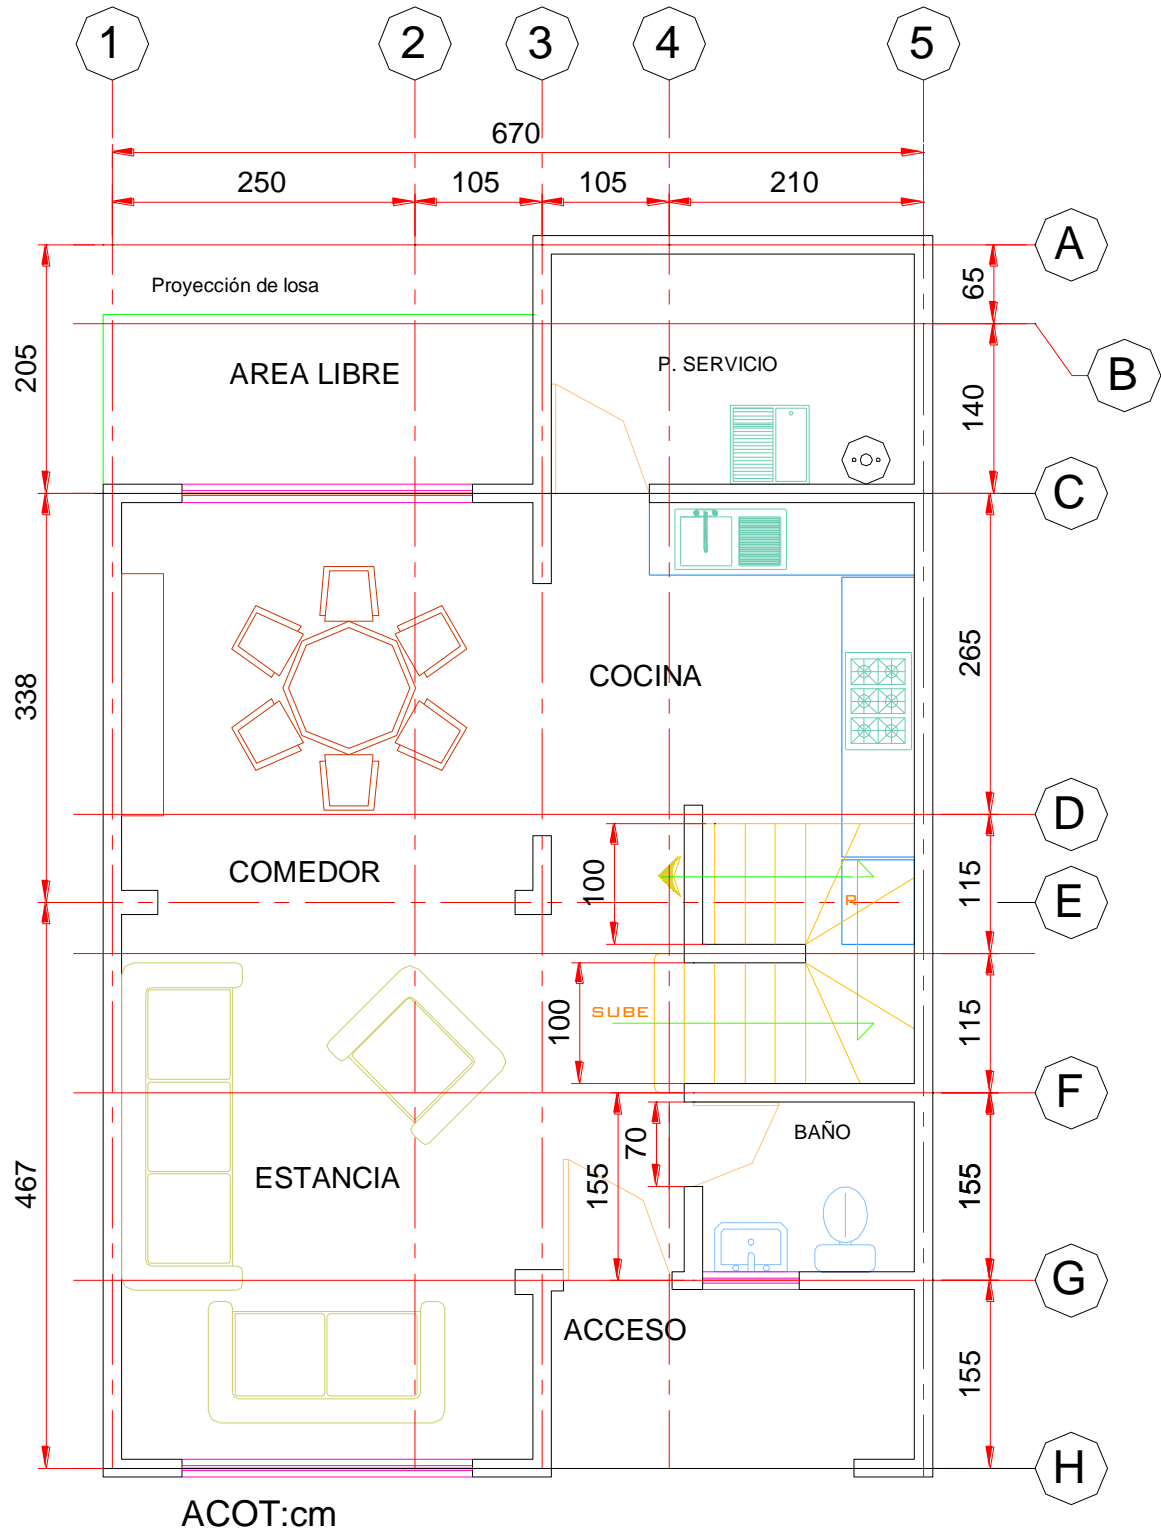 1 2 3 4 5
670
250 105 105 210
A
65
Proyección de losa
205
AREA LIBRE
P. SERVICIO
B
140
C
338
COCINA
265
D
COMEDOR
100
115
R
E
100
SUBE
115
F
70
BAÑO
467
ESTANCIA
155
155
G
ACCESO
155
H
ACOT:cm